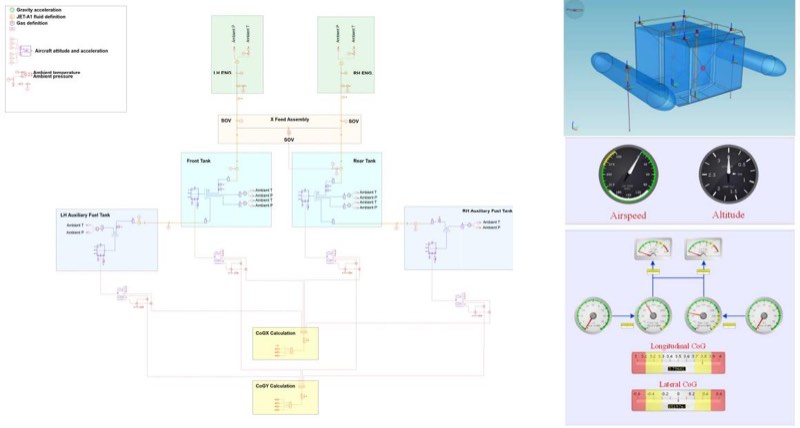 Gravity acceleration
JET-A1 fluid definition
Gas definition
Aircraft attitude and acceleration
Ambient temperature
Ambient pressure
Ambient P
Ambient T
LH ENG.
Ambient P
Ambient T
RH ENG.
SOV
X Feed Assembly
SOV
SOV
Front Tank
Ambient T
Ambient P
Ambient T
Ambient P
Rear Tank
Ambient T
Ambient P
Ambient T
Ambient P
LH Auxiliary Fuel Tank
Ambient T
Ambient P
RH Auxiliary Fuel Tank
Ambient T
Ambient P
CoGX Calculation
CoGY Calculation
Airspeed
Altitude
Longitudinal CoG
Lateral CoG